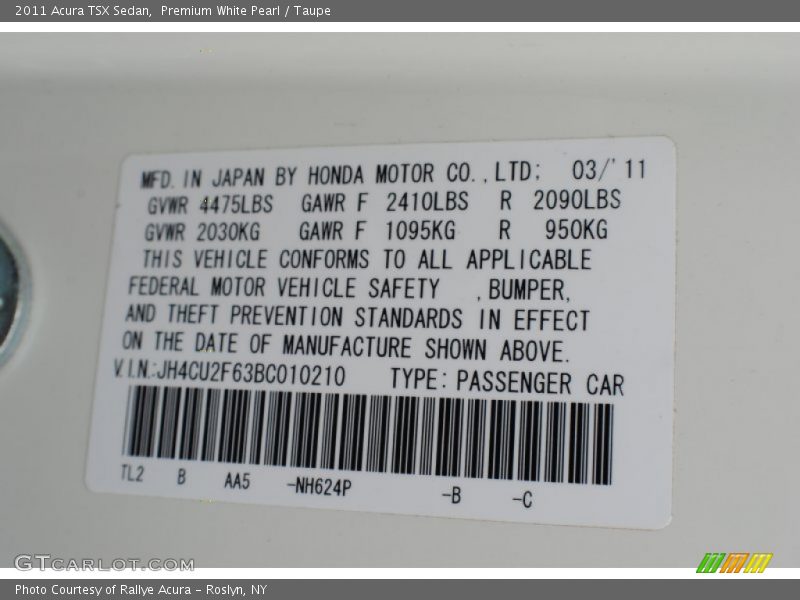 2011 Acura TSX Sedan,  Premium White Pearl / Taupe
MFD. IN JAPAN BY HONDA MOTOR CO.,LTD; 03/'11
GVWR 4475LBS GAWR F 2410LBS R 2090LBS
GVWR 2030KG GAWR F 1095KG R 950KG
THIS VEHICLE CONFORMS TO ALL APPLICABLE
FEDERAL MOTOR VEHICLE SAFETY ,BUMPER,
AND THEFT PREVENTION STANDARDS IN EFFECT
ON THE DATE OF MANUFACTURE SHOWN ABOVE.
V.I.N.:JH4CU2F63BC010210 TYPE: PASSENGER CAR
TL2 B AA5 -NH624P -B -C
GTCARLOT.COM
Photo Courtesy of Rallye Acura - Roslyn, NY